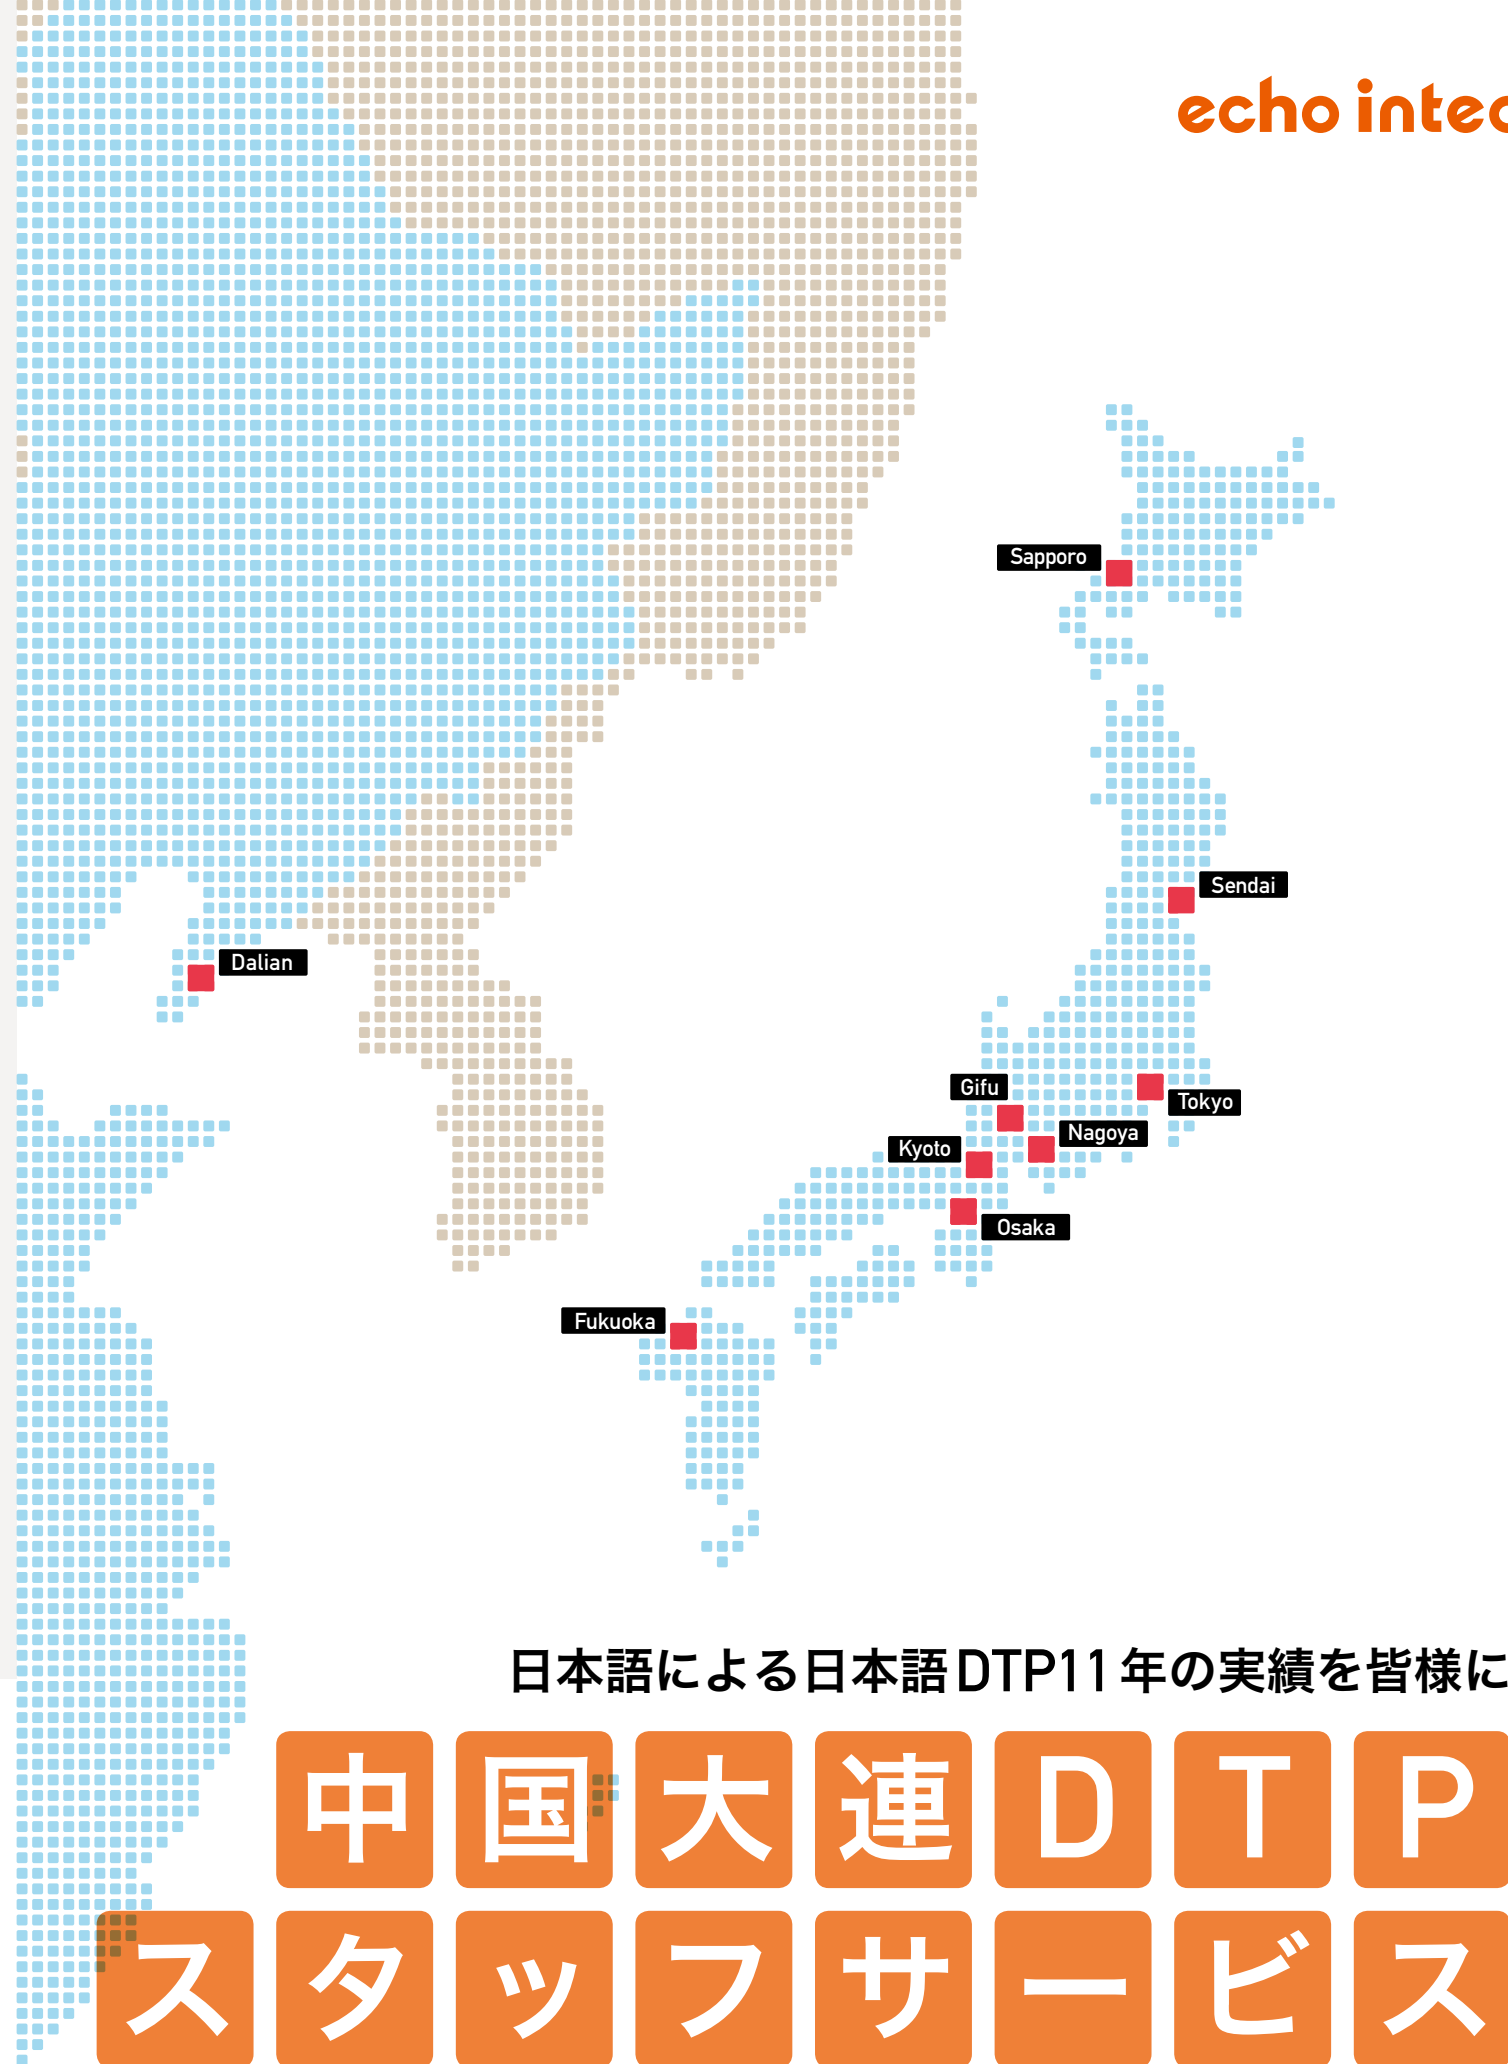 echo intec
Sapporo
Sendai
Dalian
Gifu
Tokyo
Nagoya
Kyoto
Osaka
Fukuoka
日本語による日本語DTP11年の実績を皆様に
中国大連DTP
スタッフサービス